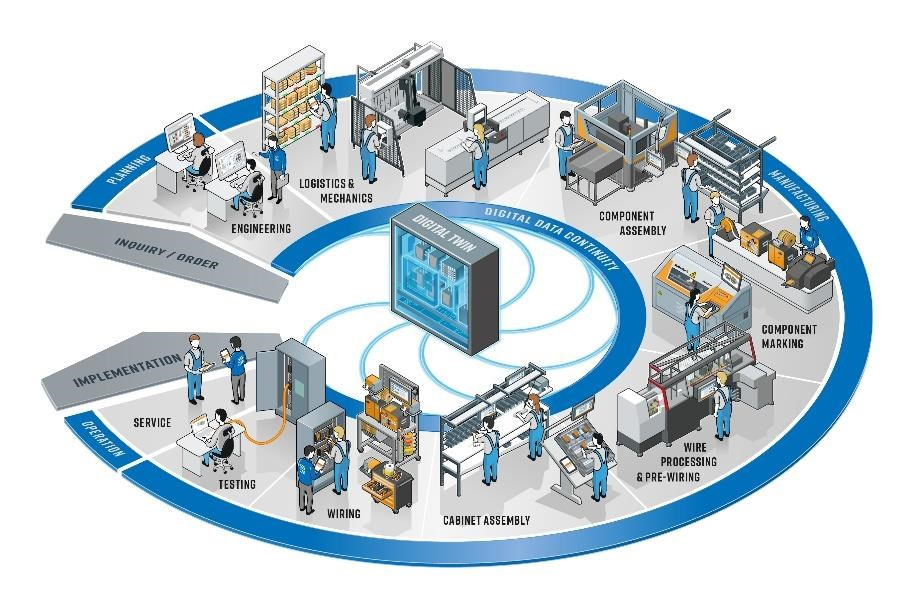 PLANNING
INQUIRY / ORDER
ENGINEERING
LOGISTICS &
MECHANICS
COMPONENT
ASSEMBLY
MANUFACTURING
COMPONENT
MARKING
WIRE
PROCESSING
& PRE-WIRING
CABINET ASSEMBLY
WIRING
TESTING
SERVICE
OPERATION
IMPLEMENTATION
DIGITAL TWIN
DIGITAL DATA CONTINUITY